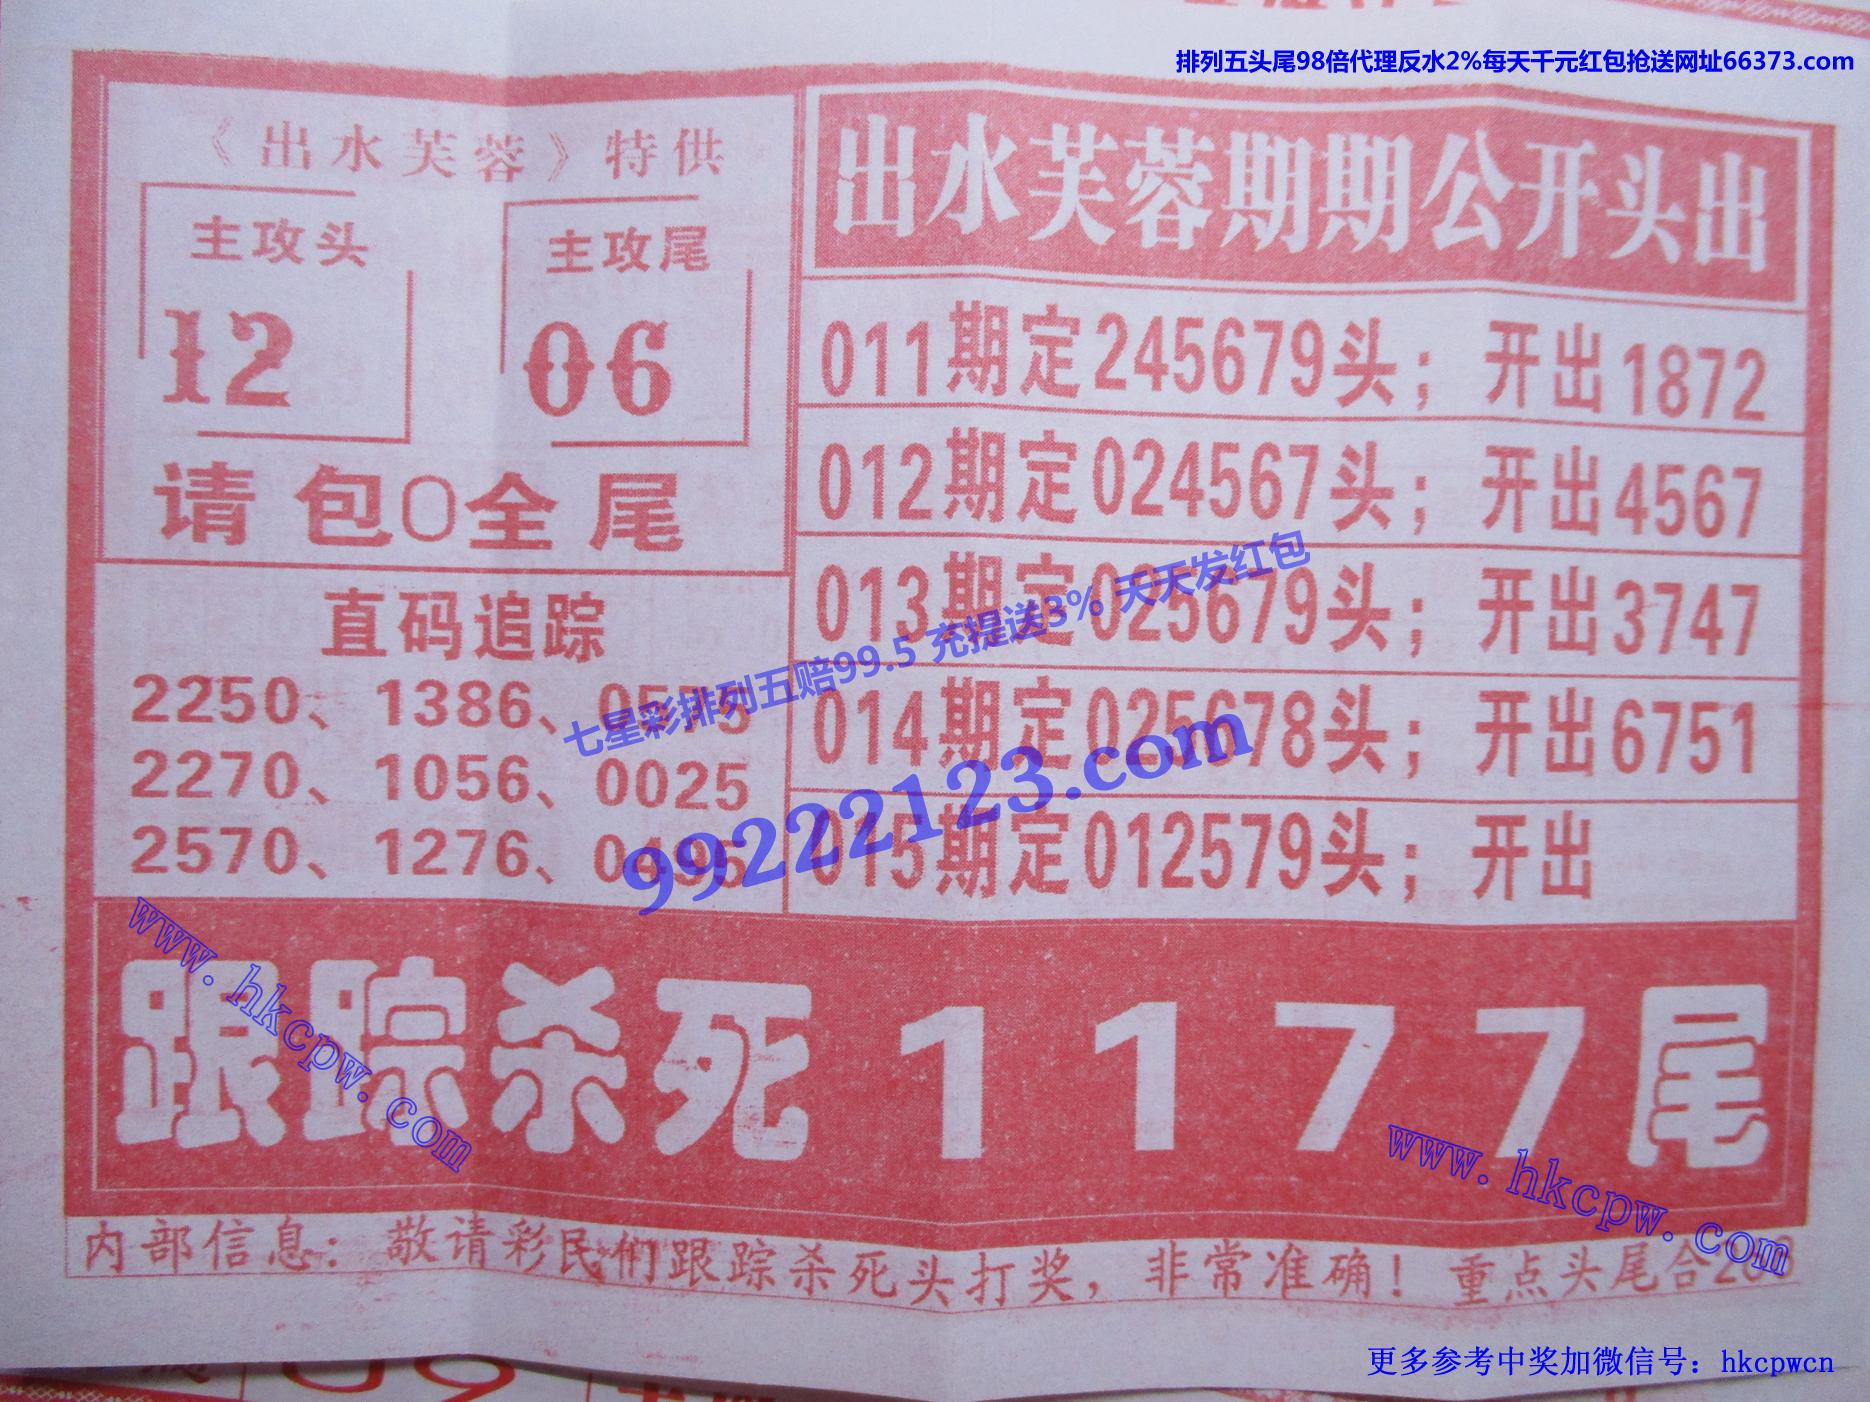 排列五头尾98倍代理反水2%每天千元红包抢送网址66373.com
《出水芙蓉》特供
主攻头
12
主攻尾
06
请包0全尾
直码追踪
2250、1386、
2270、1056、0025
2570、1276、0496
出水芙蓉期期公开头出
011期定245679头；开出1872
012期定024567头；开出4567
013期定025679头；开出3747
014期定025678头；开出6751
015期定012579头；开出
七星彩排列五赔99.5 充提送3% 天天发红包
99222123.com
跟踪杀死1177尾
www.hkcpw.com
www.hkcpw.com
内部信息：敬请彩民们跟踪杀死头打奖，非常准确！重点头尾合
更多参考中奖加微信号：hkcpwcn